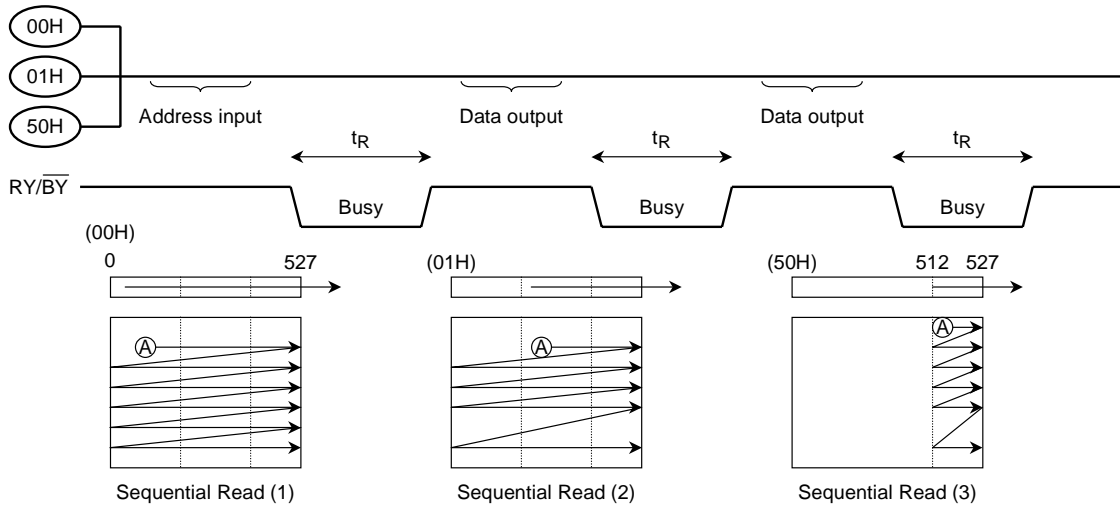 00H
01H
50H
Address input
Data output
Data output
tR
tR
tR
RY/BY
Busy
Busy
Busy
(00H)
0
527
(01H)
(50H)
512
527
A
A
A
Sequential Read (1)
Sequential Read (2)
Sequential Read (3)